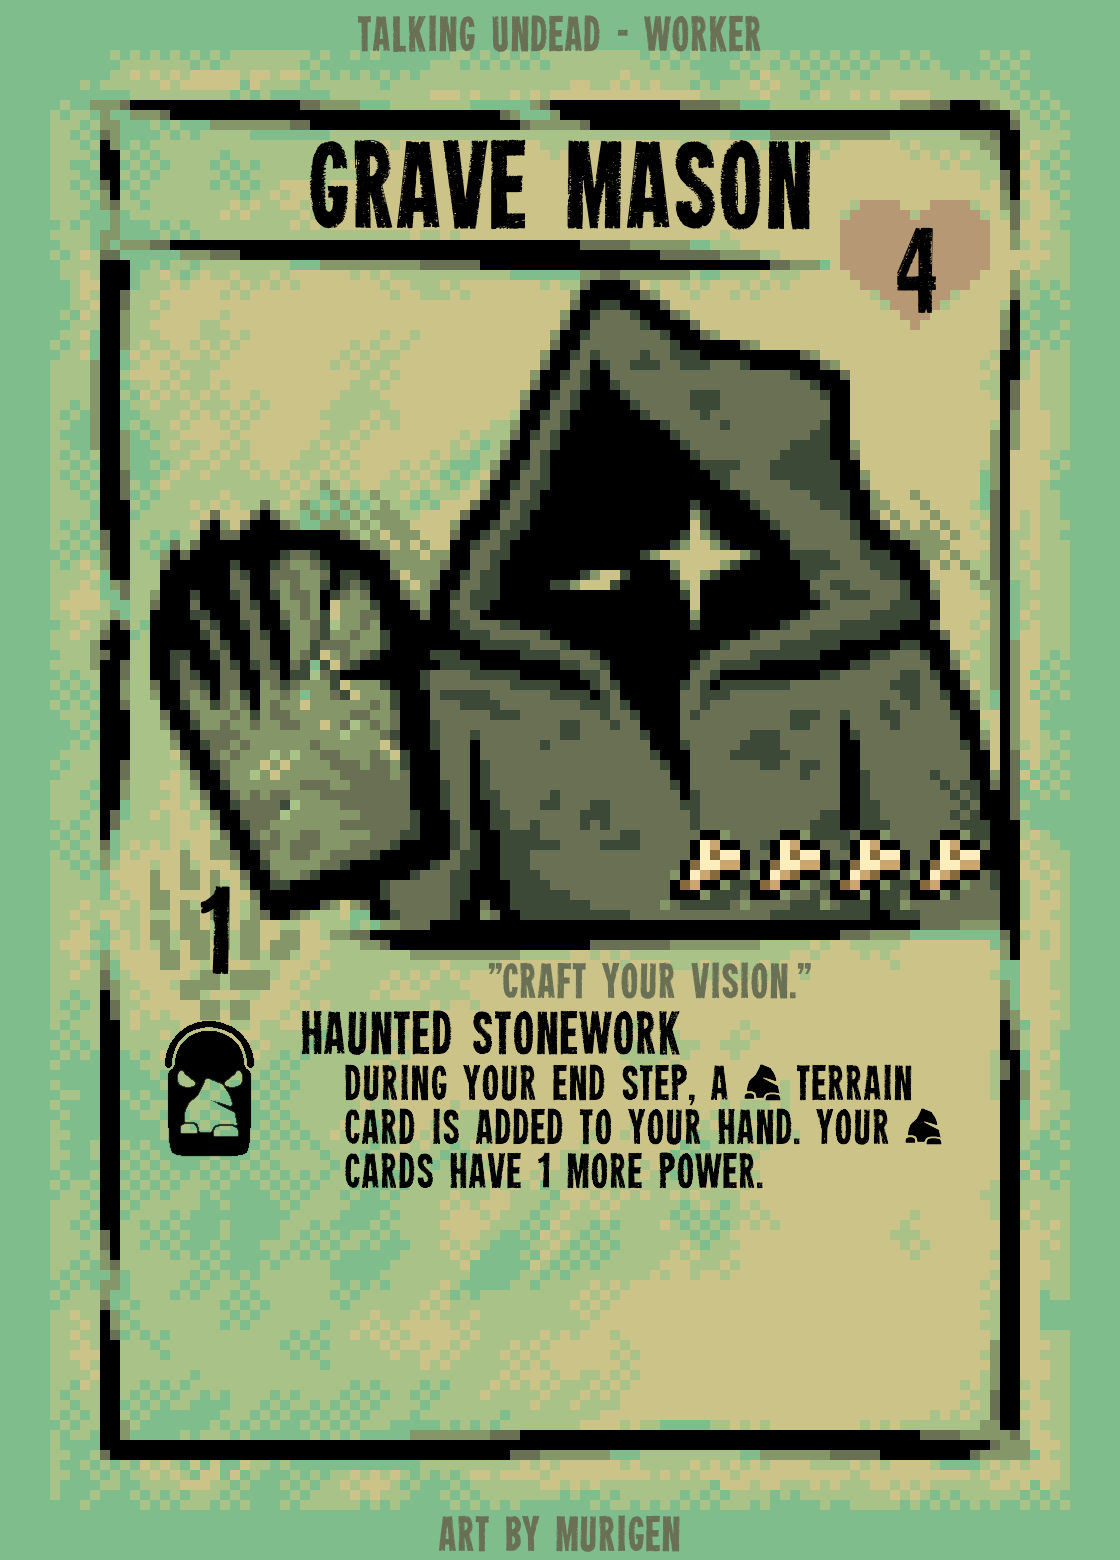 TALKING UNDEAD - WORKER
GRAVE MASON
4
1
"CRAFT YOUR VISION."
HAUNTED STONEWORK
DURING YOUR END STEP, A TERRAIN
CARD IS ADDED TO YOUR HAND. YOUR
CARDS HAVE 1 MORE POWER.
ART BY MURIGEN